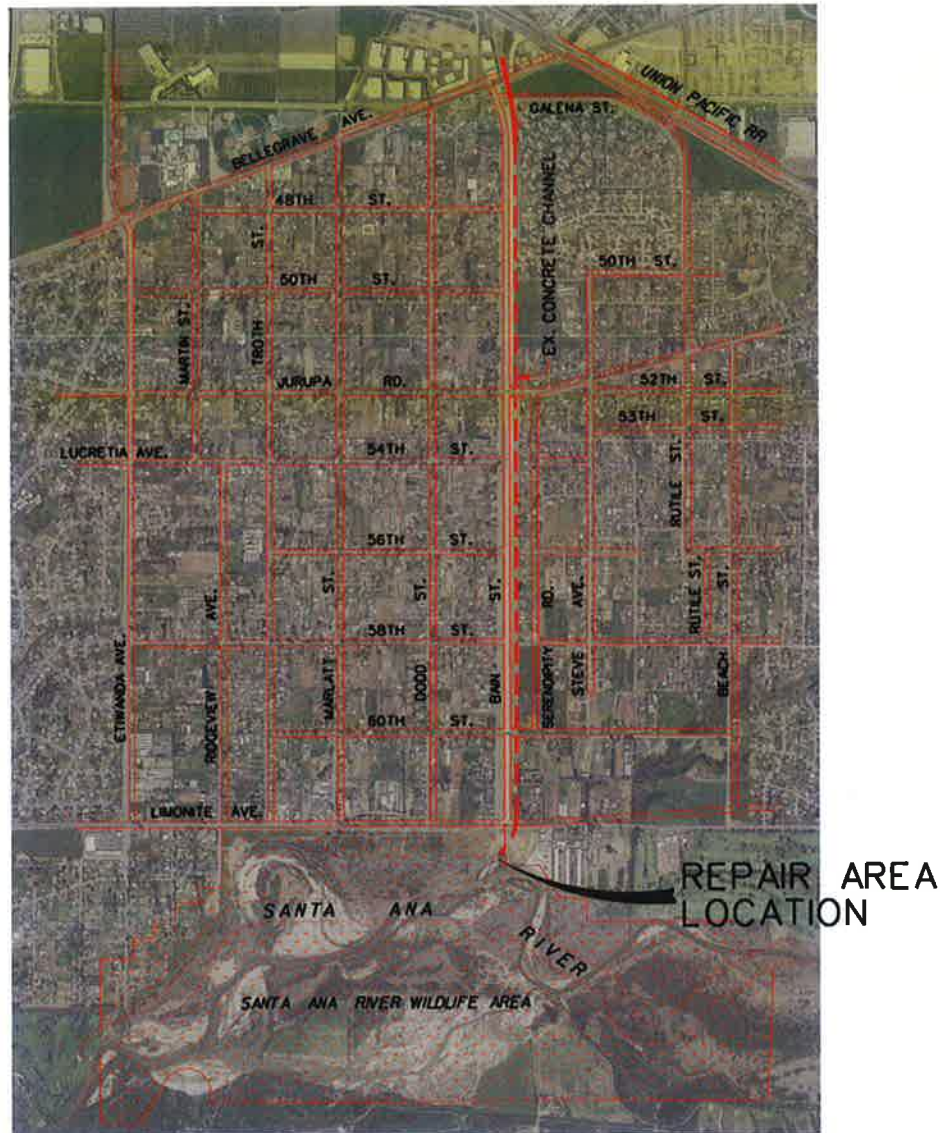 UNION PACIFIC RR
GALENA ST.
BELLEGRAVE AVE.
EX. CONCRETE CHANNEL
48TH ST.
50TH ST.
50TH ST.
MARTIN ST.
TROTH ST.
JURUPA RD.
52TH ST.
53TH ST.
LUCRETIA AVE.
54TH ST.
RUTILE ST.
56TH ST.
RUTILE ST.
58TH ST.
ETIWANDA AVE.
RIDGEVIEW AVE.
MARLATT ST.
DODD ST.
BAIN ST.
SERENDIPITY RD.
STEVE AVE.
BEACH ST.
60TH ST.
LIMONITE AVE.
REPAIR AREA
LOCATION
SANTA ANA RIVER
SANTA ANA RIVER WILDLIFE AREA